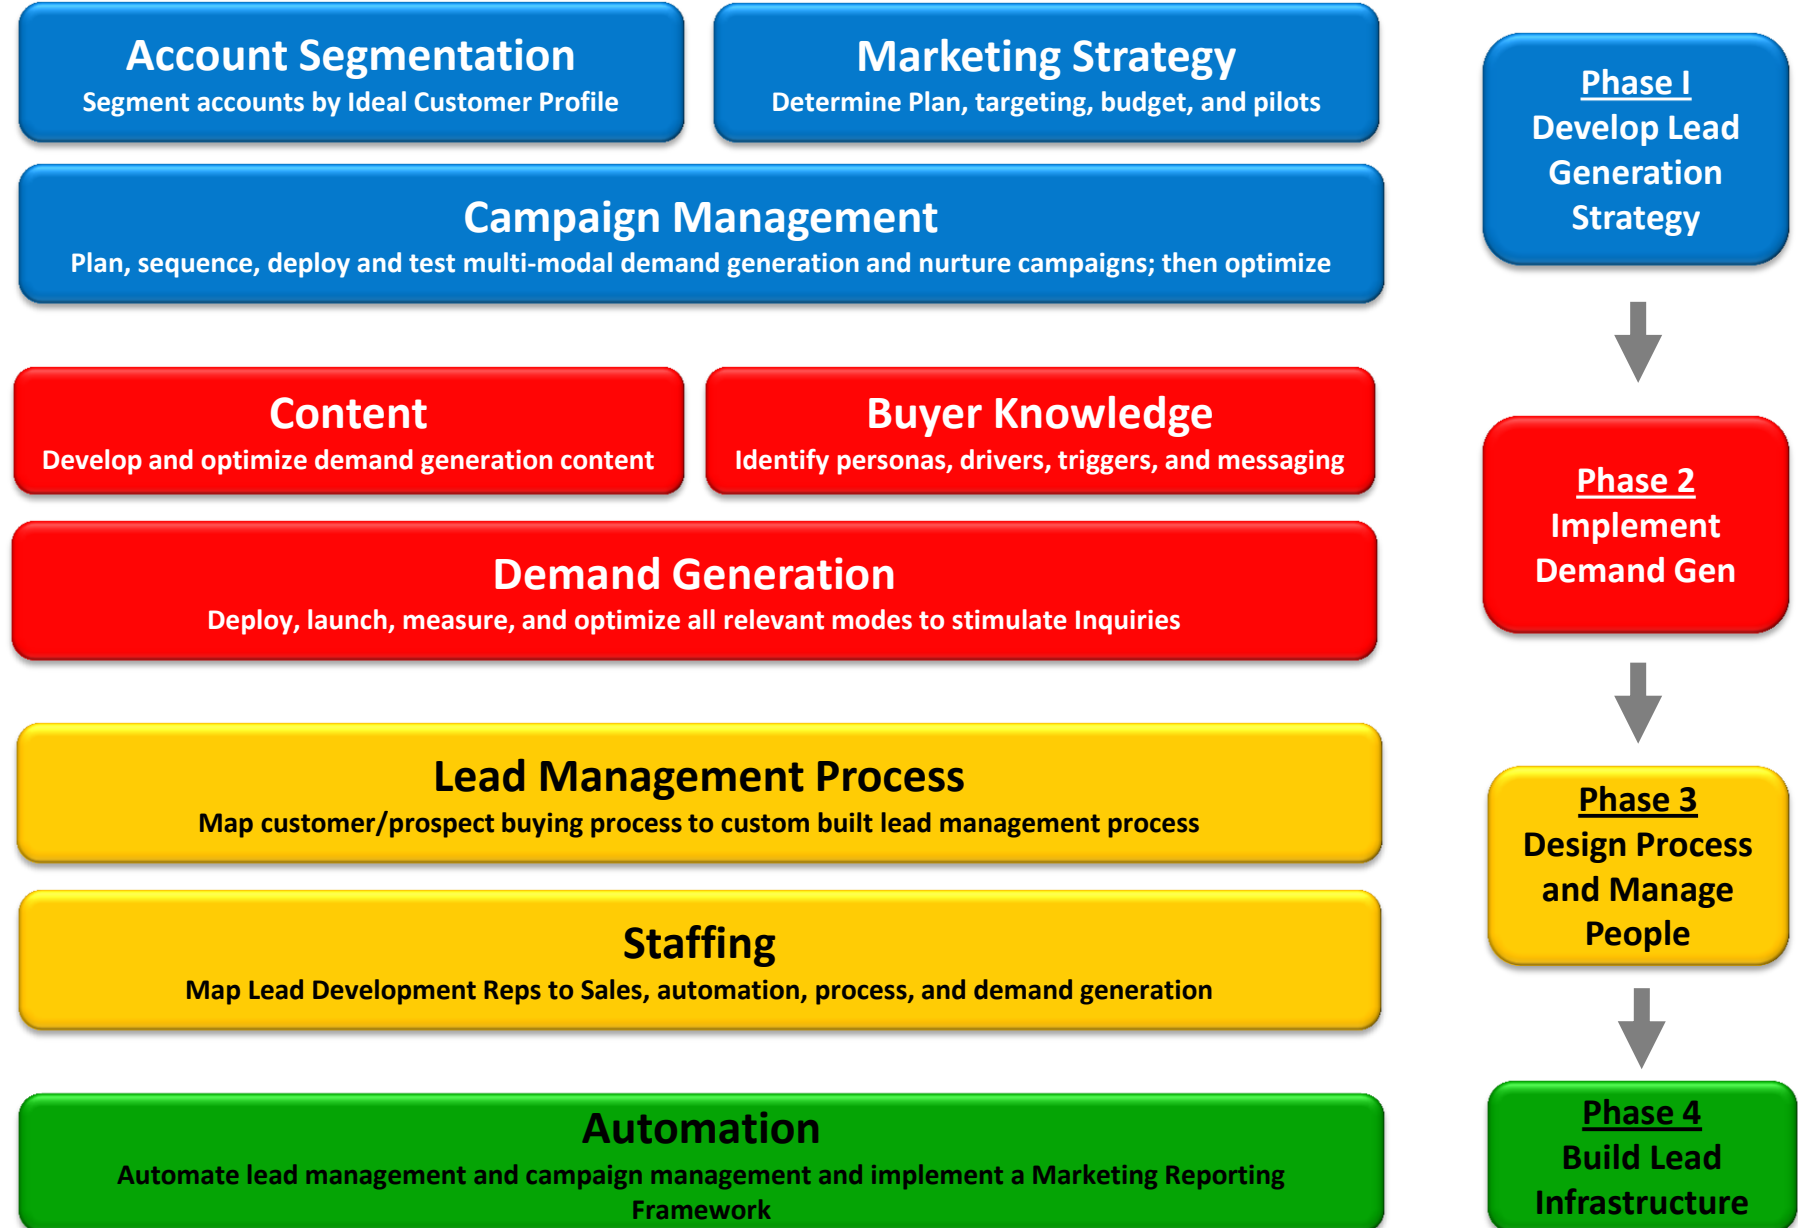 Account Segmentation
Segment accounts by Ideal Customer Profile
Marketing Strategy
Determine Plan, targeting, budget, and pilots
Campaign Management
Plan, sequence, deploy and test multi-modal demand generation and nurture campaigns; then optimize
Phase I
Develop Lead
Generation
Strategy
Content
Develop and optimize demand generation content
Buyer Knowledge
Identify personas, drivers, triggers, and messaging
Demand Generation
Deploy, launch, measure, and optimize all relevant modes to stimulate Inquiries
Phase 2
Implement
Demand Gen
Lead Management Process
Map customer/prospect buying process to custom built lead management process
Staffing
Map Lead Development Reps to Sales, automation, process, and demand generation
Phase 3
Design Process
and Manage
People
Automation
Automate lead management and campaign management and implement a Marketing Reporting
Framework
Phase 4
Build Lead
Infrastructure